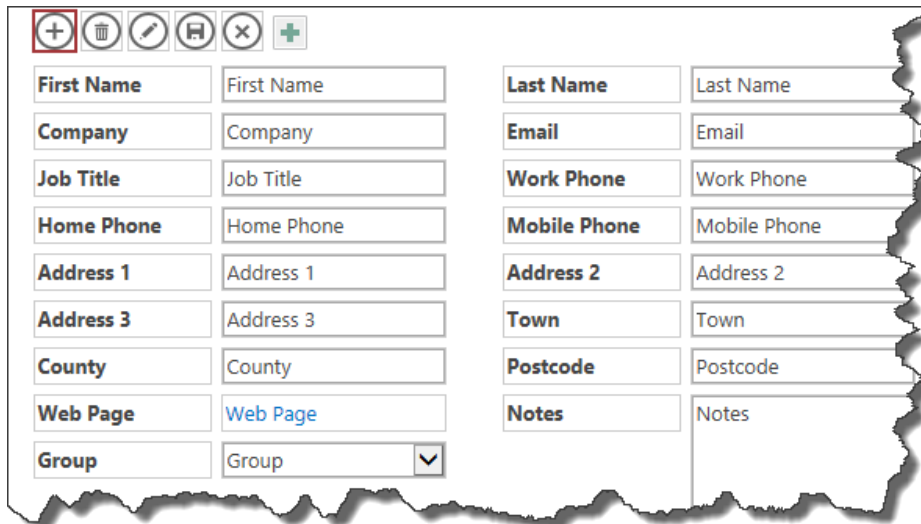 First Name First Name Last Name Last Name
Company Company Email Email
Job Title Job Title Work Phone Work Phone
Home Phone Home Phone Mobile Phone Mobile Phone
Address 1 Address 1 Address 2 Address 2
Address 3 Address 3 Town Town
County County Postcode Postcode
Web Page Web Page Notes Notes
Group Group